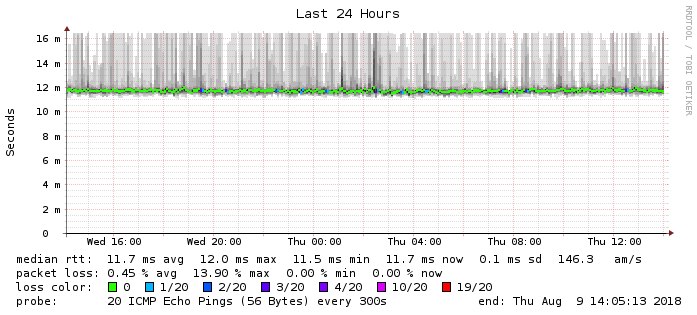 Last 24 Hours
RRDTOOL / TOBI OETIKER
Seconds
16 m
14 m
12 m
10 m
8 m
6 m
4 m
2 m
0
Wed 16:00 Wed 20:00 Thu 00:00 Thu 04:00 Thu 08:00 Thu 12:00
median rtt: 11.7 ms avg 12.0 ms max 11.5 ms min 11.7 ms now 0.1 ms sd 146.3 am/s
packet loss: 0.45 % avg 13.90 % max 0.00 % min 0.00 % now
loss color: 0 1/20 2/20 3/20 4/20 10/20 19/20
probe: 20 ICMP Echo Pings (56 Bytes) every 300s end: Thu Aug 9 14:05:13 2018